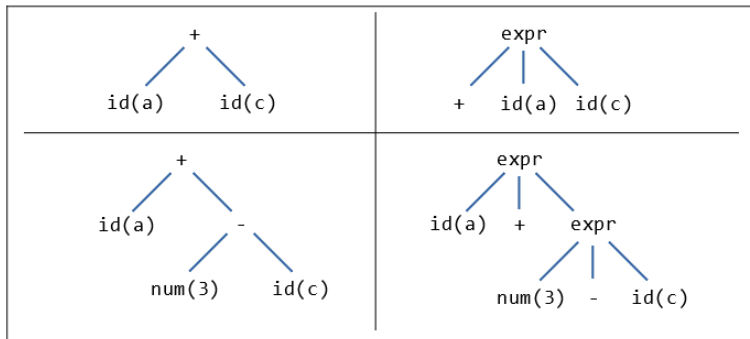 + expr
id(a) id(c) + id(a) id(c)
+ expr
id(a) - id(a) + expr
num(3) id(c) num(3) - id(c)